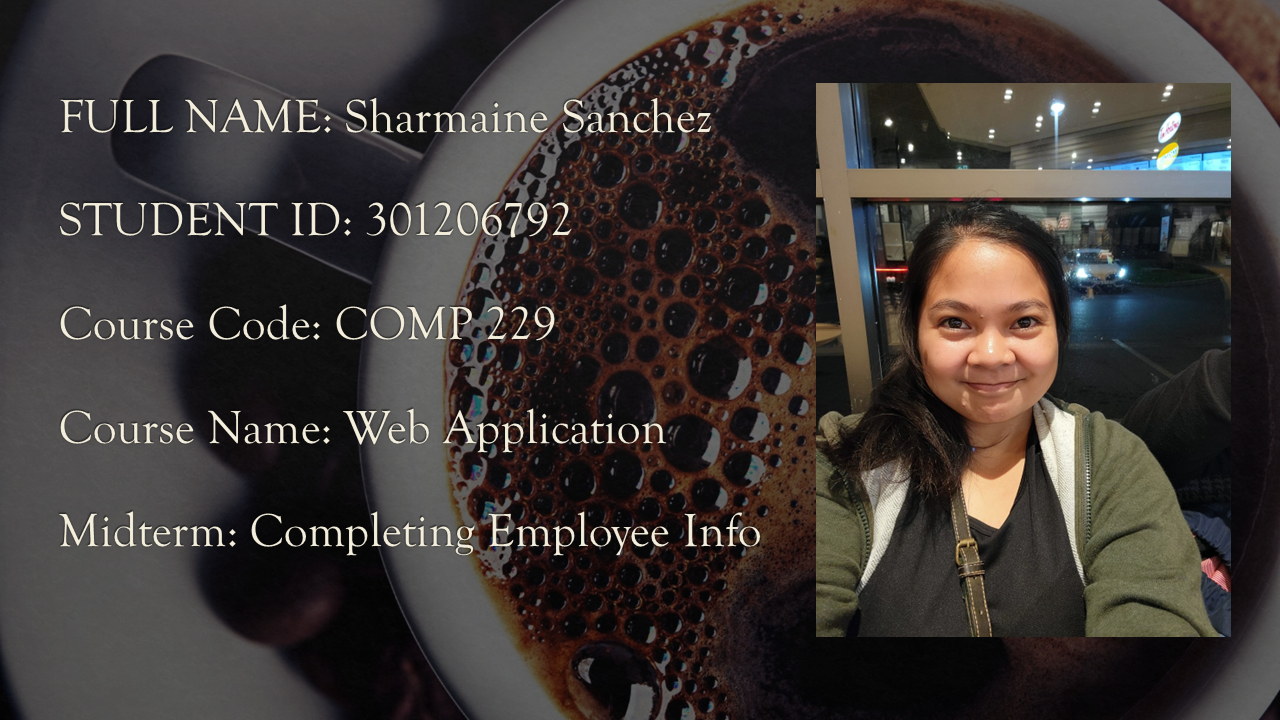 FULL NAME: Sharmaine Sanchez
STUDENT ID: 301206792
Course Code: COMP 229
Course Name: Web Application
Midterm: Completing Employee Info